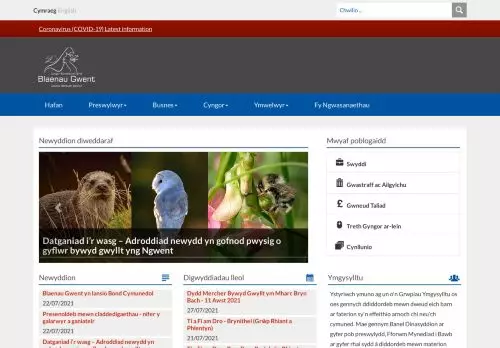 Cymraeg English
Chwilio ...
Coronavirus (COVID-19) Latest information
Blaenau Gwent
Hafan
Preswylwyr
Busnes
Cyngor
Ymwelwyr
Fy Ngwasanaethau
Newyddion diweddaraf
Datganiad i'r wasg – Adroddiad newydd yn gofnod pwysig o
gyflwr bywyd gwyllt yng Ngwent
Mwyaf poblogaidd
Swyddi
Gwastraff ac Ailgylchu
Gwneud Taliad
Treth Gyngor ar-lein
Cynllunio
Newyddion
Blaenau Gwent yn lansio Bond Cymunedol
22/07/2021
Presenoldeb mewn claddedigaethau - nifer y
galarwyr a ganiateir
22/07/2021
Datganiad i'r wasg – Adroddiad newydd yn
Digwyddiadau lleol
Dydd Mercher Bywyd Gwyllt yn Mharc Bryn
Bach - 11 Awst 2021
27/07/2021
Ti a Fi am Dro - Brynithel (Grŵp Rhiant a
Phlentyn)
21/07/2021
Ymgysylltu
Ystyriech ymuno ag un o'n Grwpiau Ymgysylltu os
oes gennych ddiddordeb mewn dweud eich barn
ar faterion sy'n effeithio arnoch chi neu'ch
cymuned. Mae gennym Banel Dinasyddion ar
gyfer pob preswylydd, Fforwm Mynediad i Bawb
ar gyfer rhai sydd â diddordeb mewn materion